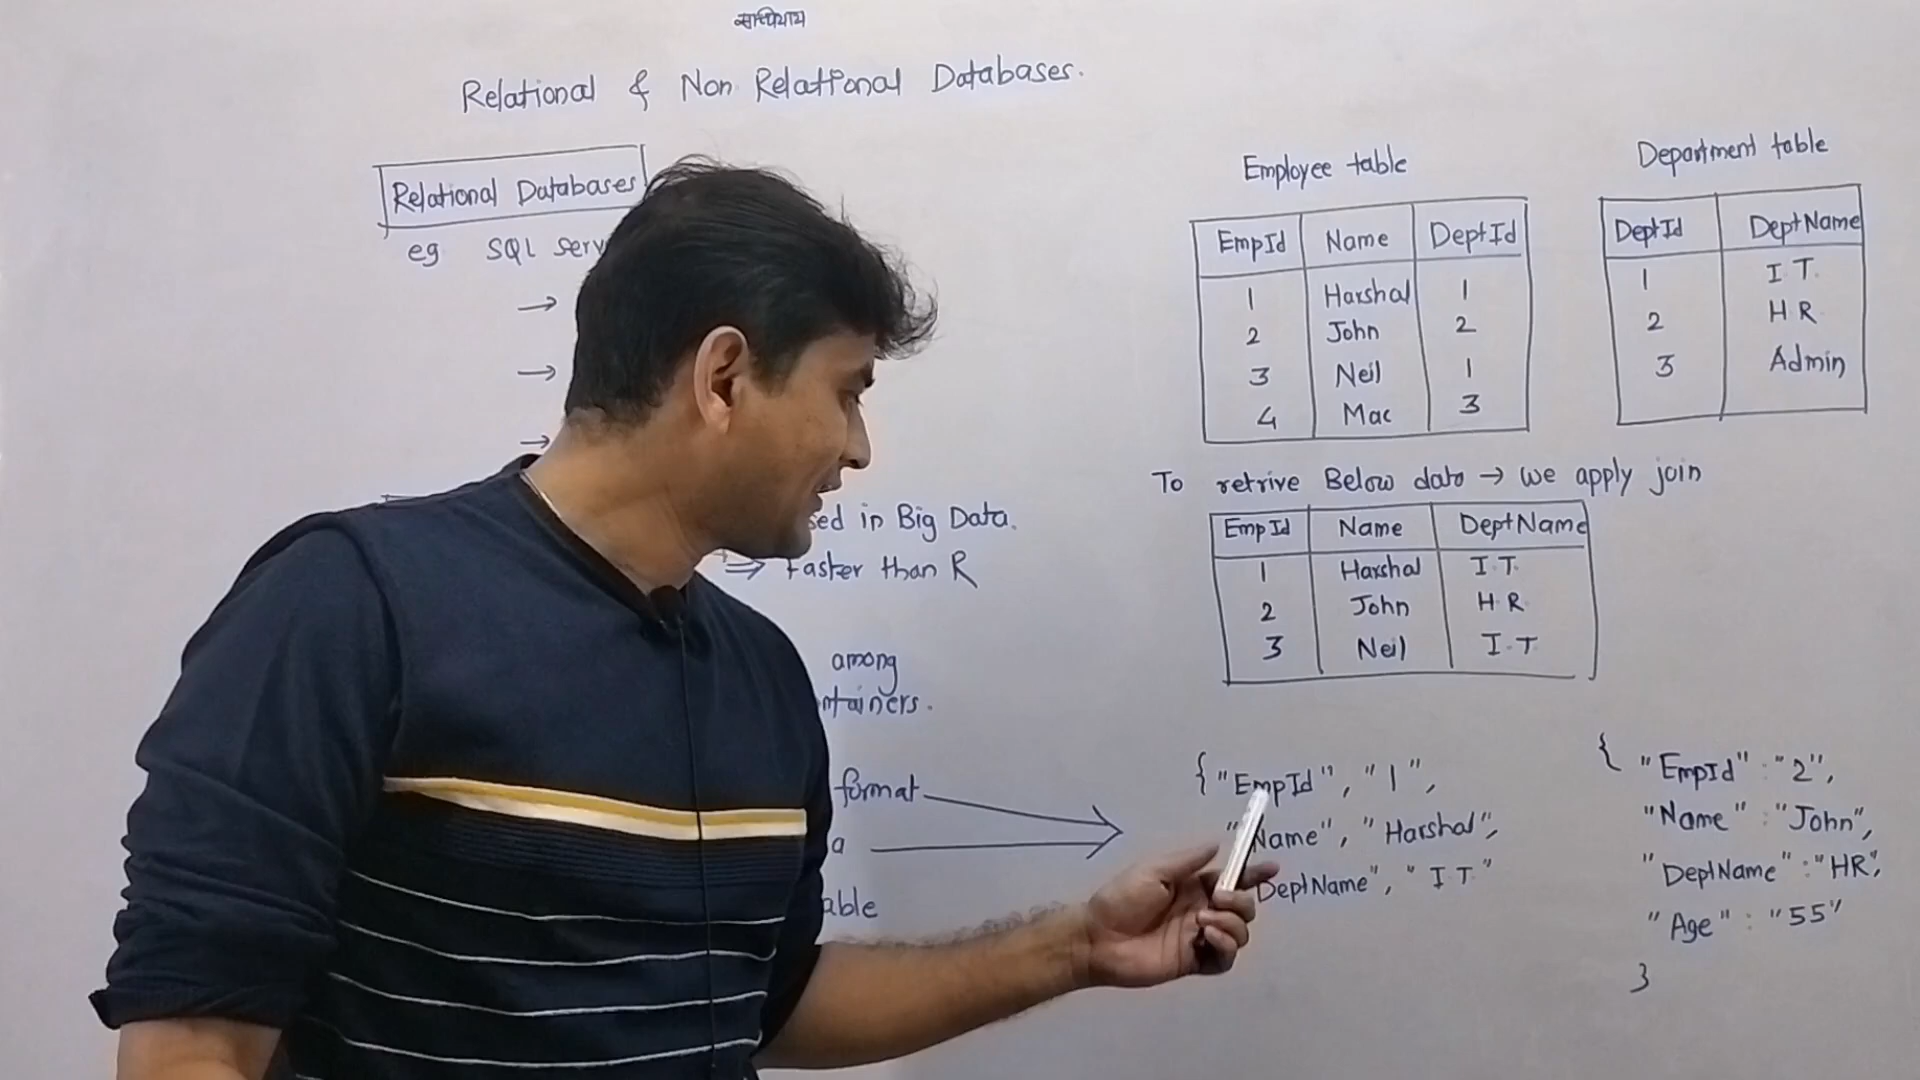 Relational & Non Relational Databases.
Relational Databases
eg SQL serv
→
→
→
sed in Big Data.
⇒ Faster than R
among
ntainers.
format
a
able
Employee table
EmpId Name DeptId
1 Harshal 1
2 John 2
3 Neil 1
4 Mac 3
Department table
DeptId DeptName
1 I.T.
2 H.R.
3 Admin
To retrive Below data → we apply join
EmpId Name DeptName
1 Harshal I.T.
2 John H.R
3 Neil I.T
{ "EmpId", "1",
"Name", "Harshal",
DeptName", "I.T."
{ "EmpId" : "2",
"Name" : "John",
"DeptName" : "HR",
"Age" : "55"
}